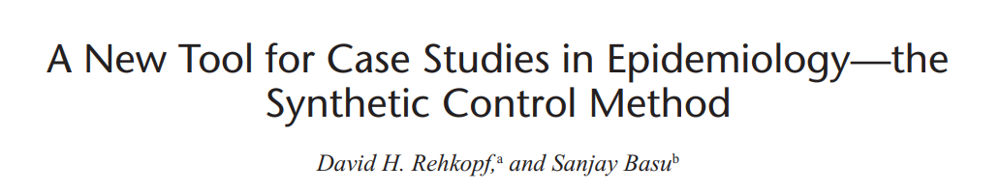 A New Tool for Case Studies in Epidemiology—the
Synthetic Control Method
David H. Rehkopf,ª and Sanjay Basuᵇ